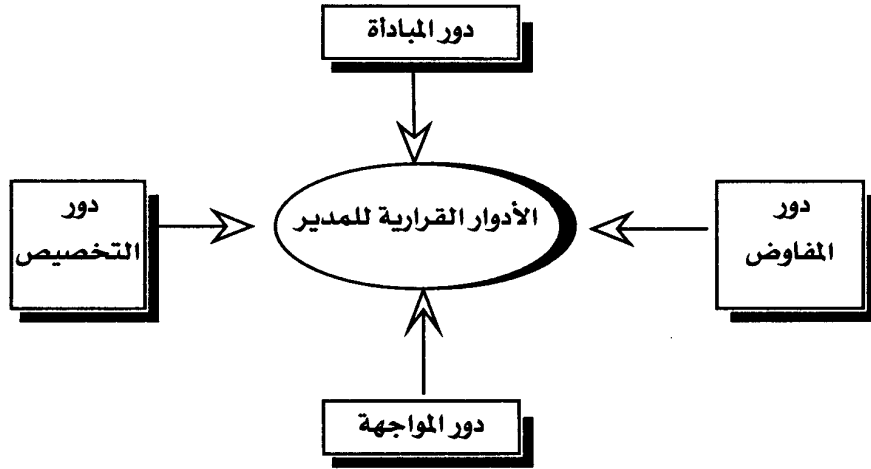 دور المبادأة
دور
المفاوض
الأدوار القرارية للمدير
دور
التخصيص
دور المواجهة